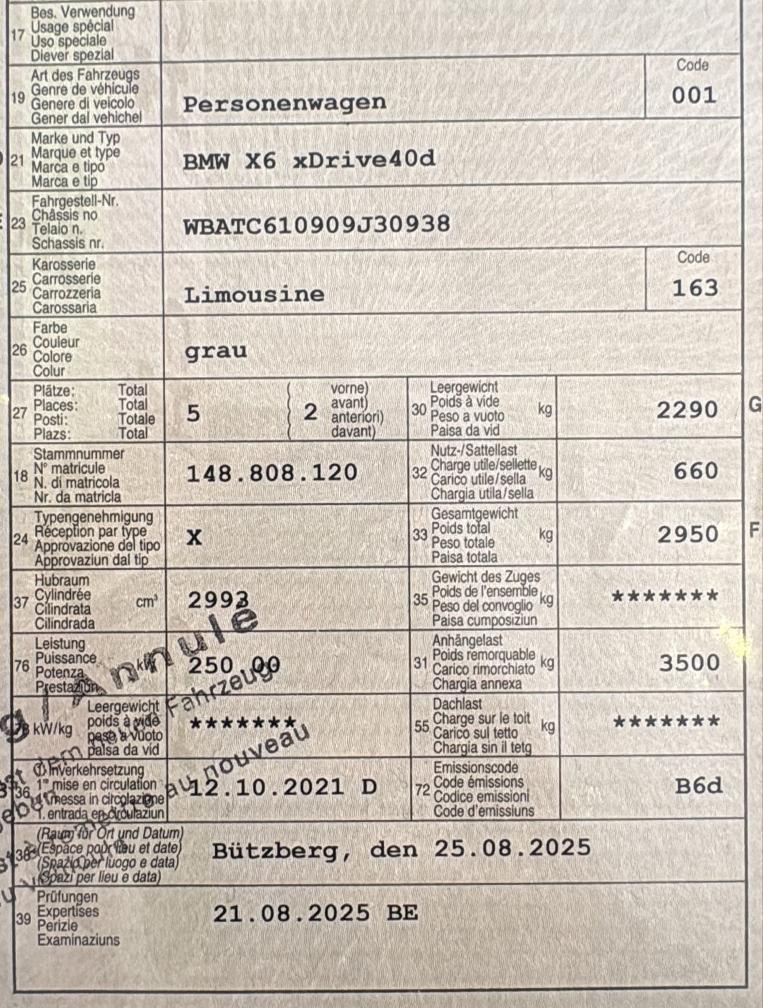 17 Bes. Verwendung
Usage spécial
Uso speciale
Diever spezial
19 Art des Fahrzeugs
Genre de véhicule
Genere di veicolo
Gener dal vehichel
Personenwagen
Code
001
21 Marke und Typ
Marque et type
Marca e tipo
Marca e tip
BMW X6 xDrive40d
23 Fahrgestell-Nr.
Châssis no
Telaio n.
Schassis nr.
WBATC610909J30938
25 Karosserie
Carrosserie
Carrozzeria
Carossaria
Limousine
Code
163
26 Farbe
Couleur
Colore
Colur
grau
27 Plätze: Total
Places: Total
Posti: Totale
Plazs: Total
5
2 vorne)
avant)
anteriori)
davant)
30 Leergewicht
Poids à vide
Peso a vuoto
Paisa da vid
kg
2290 G
18 Stammnummer
N° matricule
N. di matricola
Nr. da matricla
148.808.120
32 Nutz-/Sattellast
Charge utile/sellette
Carico utile/sella
Chargia utila/sella
kg
660
24 Typengenehmigung
Réception par type
Approvazione del tipo
Approvaziun dal tip
X
33 Gesamtgewicht
Poids total
Peso totale
Paisa totala
kg
2950 F
37 Hubraum
Cylindrée
Cilindrata
Cilindrada
cm³
2993
35 Gewicht des Zuges
Poids de l'ensemble
Peso del convoglio
Paisa cumposiziun
kg
*******
76 Leistung
Puissance
Potenza
Prestaziun
kW
250.00
31 Anhängelast
Poids remorquable
Carico rimorchiato
Chargia annexa
kg
3500
78 kW/kg
Leergewicht
poids à vide
peso a vuoto
paisa da vid
*******
55 Dachlast
Charge sur le toit
Carico sul tetto
Chargia sin il tetg
kg
*******
36 1. Inverkehrsetzung
1re mise en circulation
1. messa in circolazione
1. entrada en circulaziun
12.10.2021 D
72 Emissionscode
Code émissions
Codice emissioni
Code d'emissiuns
B6d
38 (Raum für Ort und Datum)
(Espace pour lieu et date)
(Spazio per luogo e data)
(Spazi per lieu e data)
Bützberg, den 25.08.2025
39 Prüfungen
Expertises
Perizie
Examinaziuns
21.08.2025 BE
g / Annulé
dem Fahrzeug
au nouveau